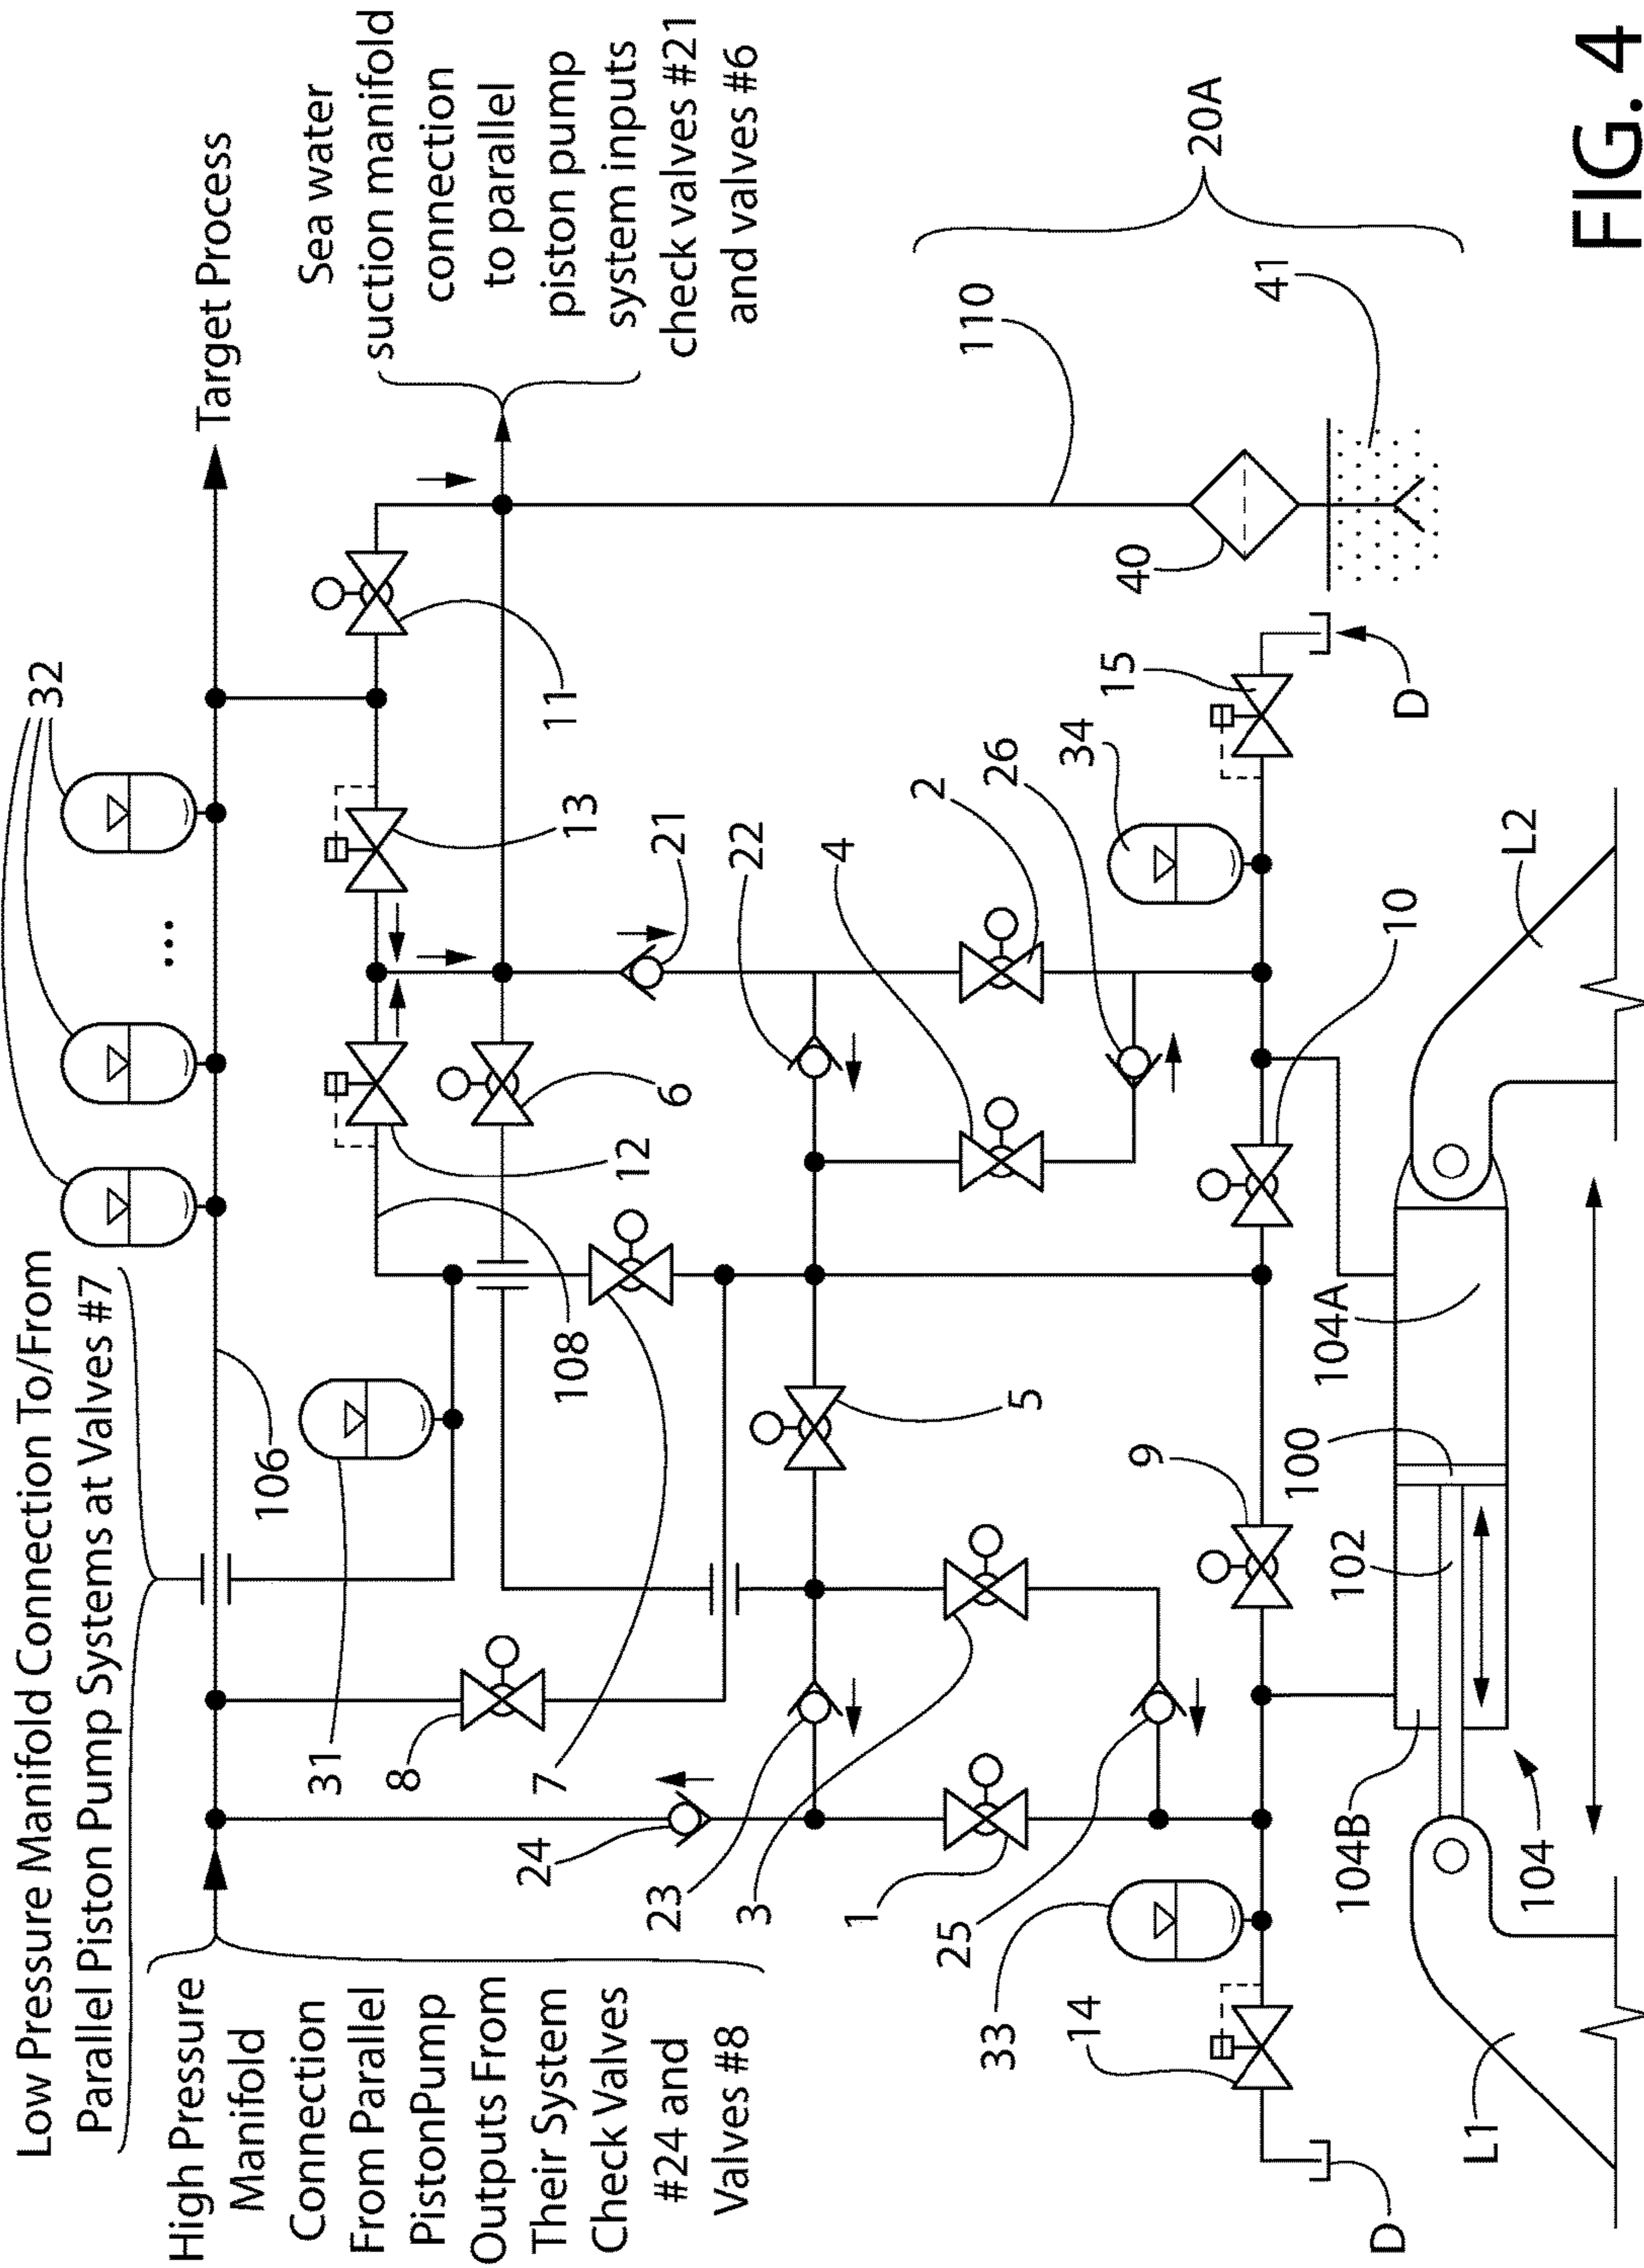 Low Pressure Manifold Connection To/From
Parallel Piston Pump Systems at Valves #7
High Pressure
Manifold
Connection
From Parallel
PistonPump
Outputs From
Their System
Check Valves
#24 and
Valves #8
32
...
Target Process
Sea water
suction manifold
connection
to parallel
piston pump
system inputs
check valves #21
and valves #6
106
31
8
7
108
12
6
13
11
21
22
4
2
26
110
20A
24
23
3
1
25
5
9
10
34
15
40
41
D
33
14
D
104B
104
102
100
104A
L1
L2
FIG. 4